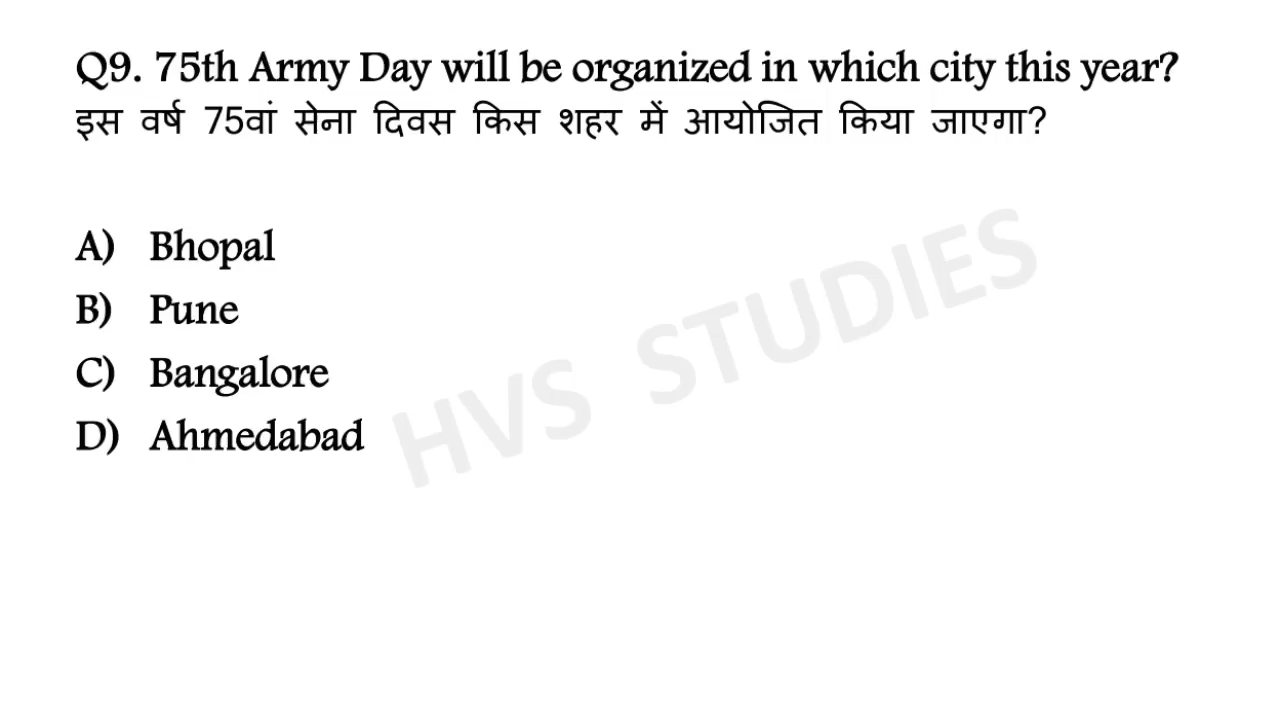 Q9. 75th Army Day will be organized in which city this year?
इस वर्ष 75वां सेना दिवस किस शहर में आयोजित किया जाएगा?
A) Bhopal
B) Pune
C) Bangalore
D) Ahmedabad
HVS STUDIES